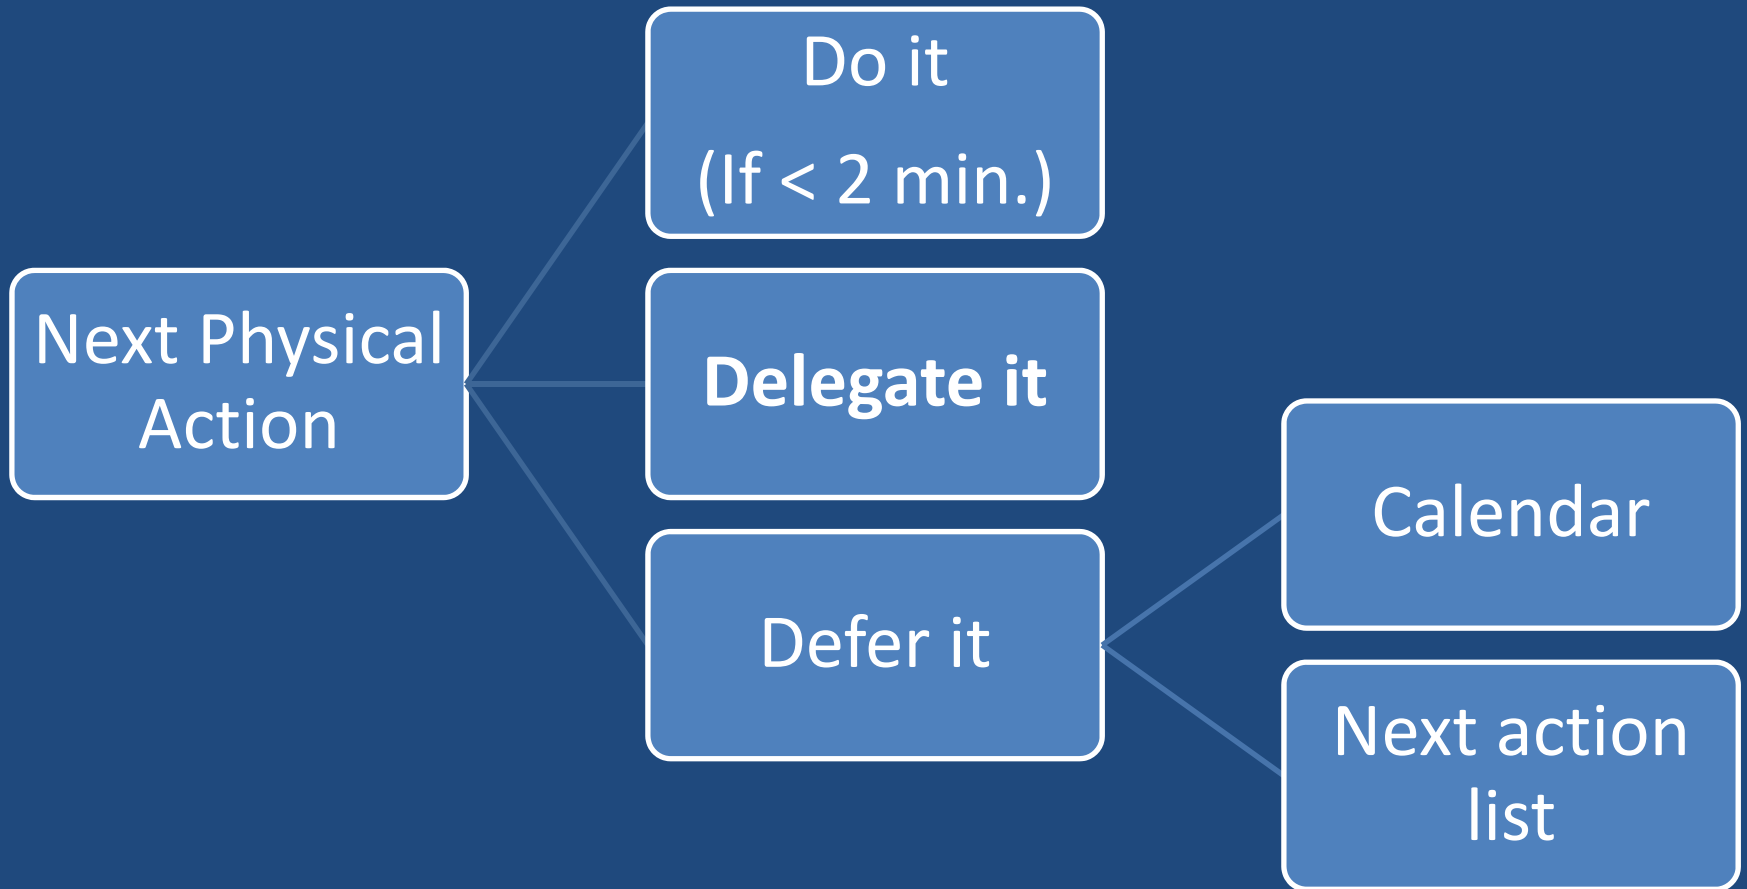 Next Physical
Action
Do it
(If < 2 min.)
Delegate it
Defer it
Calendar
Next action
list